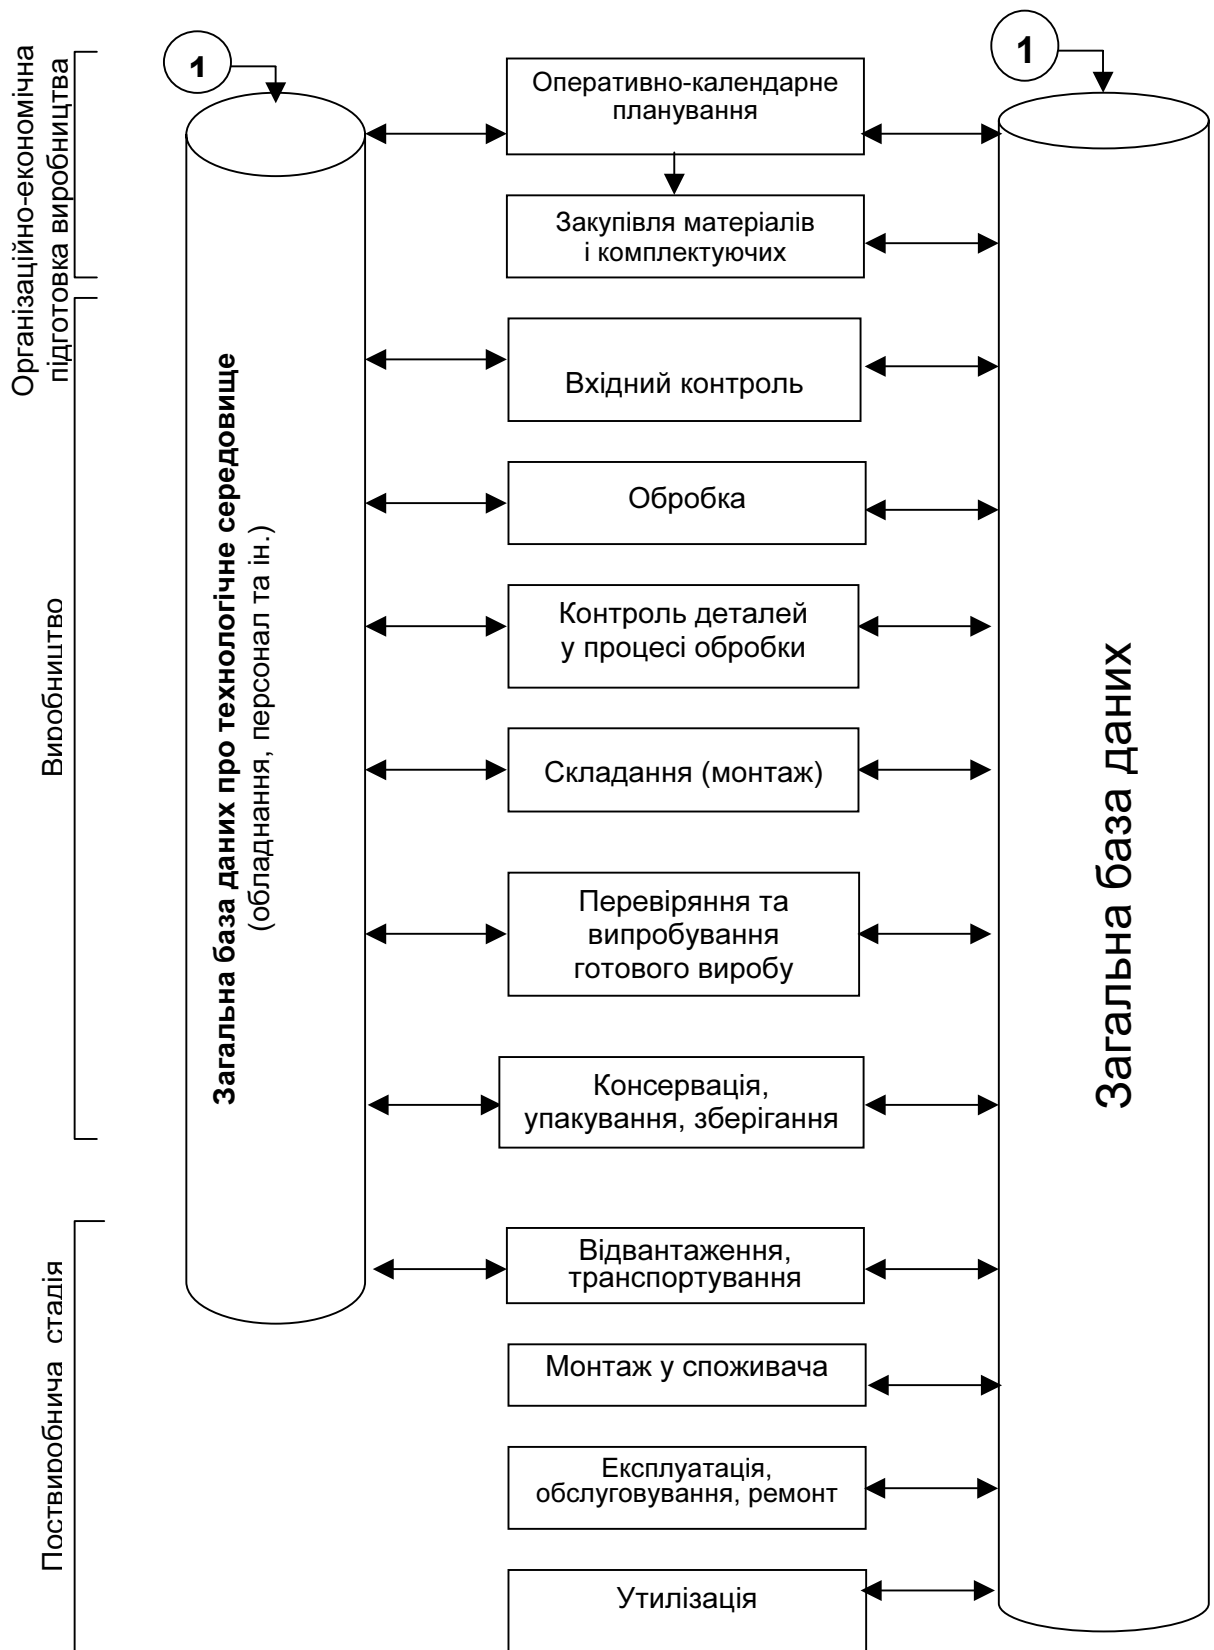 1
1
Організаційно-економічна
підготовка виробництва
Оперативно-календарне
планування
Закупівля матеріалів
і комплектуючих
Виробництво
Загальна база даних про технологічне середовище
(обладнання, персонал та ін.)
Вхідний контроль
Обробка
Контроль деталей
у процесі обробки
Складання (монтаж)
Перевіряння та
випробування
готового виробу
Консервація,
упакування, зберігання
Загальна база даних
Поствиробнича стадія
Відвантаження,
транспортування
Монтаж у споживача
Експлуатація,
обслуговування, ремонт
Утилізація